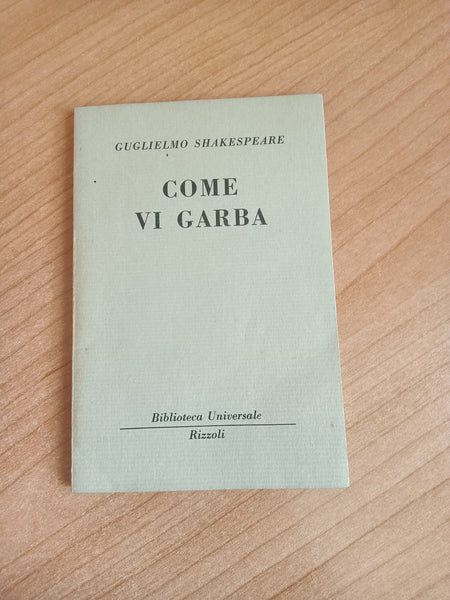 GUGLIELMO SHAKESPEARE
COME
VI GARBA
Biblioteca Universale
Rizzoli